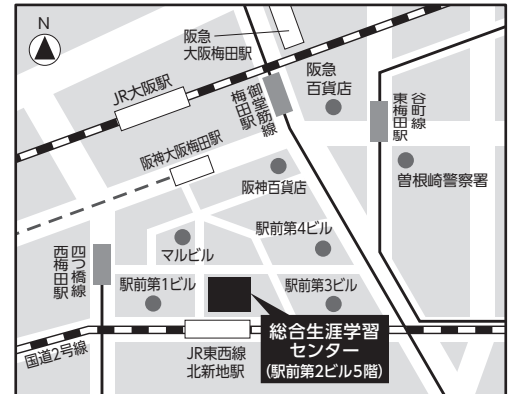 N
阪急
大阪梅田駅
JR大阪駅
御堂筋線
梅田駅
阪急
百貨店
谷町線
東梅田駅
阪神大阪梅田駅
阪神百貨店
曽根崎警察署
四つ橋線
西梅田駅
マルビル
駅前第4ビル
駅前第1ビル
駅前第3ビル
国道2号線
JR東西線
北新地駅
総合生涯学習
センター
(駅前第2ビル5階)